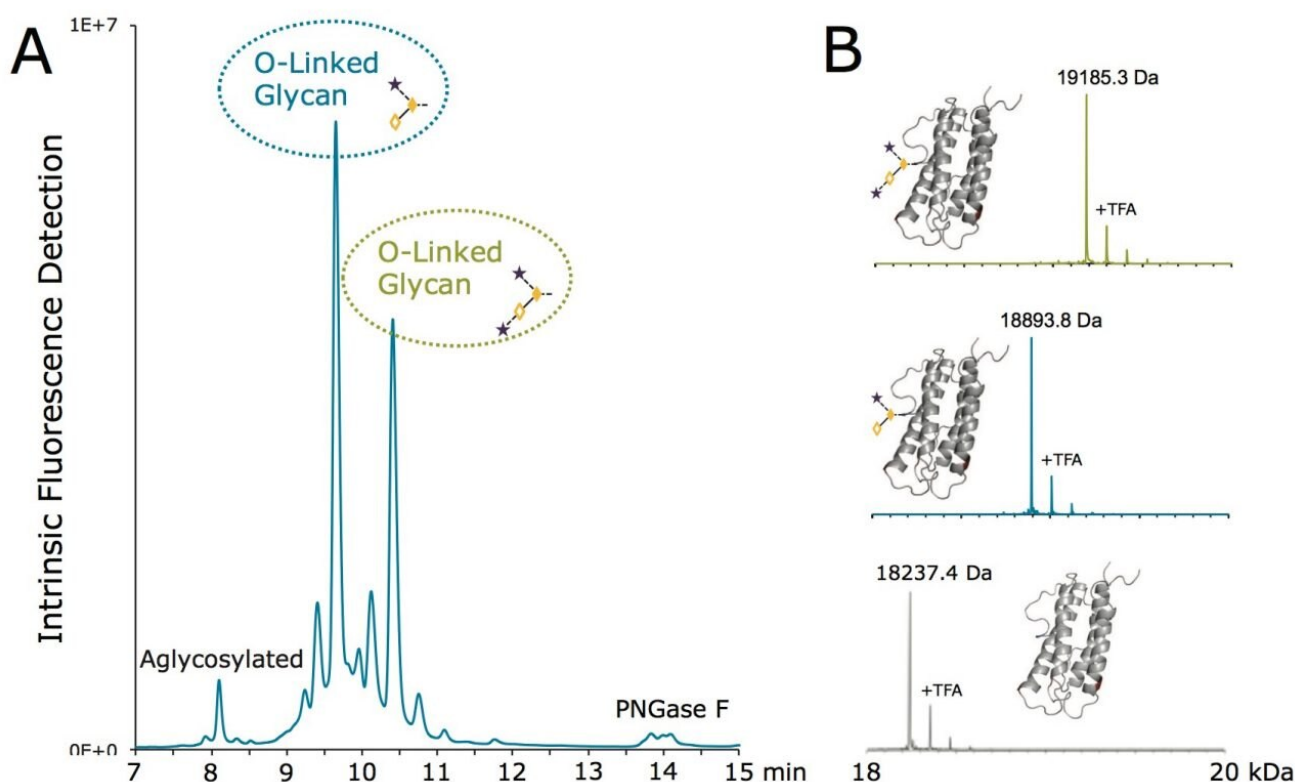 A
1E+7
Intrinsic Fluorescence Detection
O-Linked
Glycan
O-Linked
Glycan
Aglycosylated
PNGase F
0E+0
7 8 9 10 11 12 13 14 15 min
B
19185.3 Da
+TFA
18893.8 Da
+TFA
18237.4 Da
+TFA
18 20 kDa